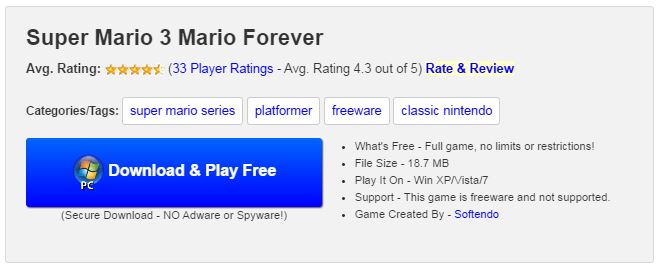 Super Mario 3 Mario Forever
Avg. Rating: (33 Player Ratings - Avg. Rating 4.3 out of 5) Rate & Review
Categories/Tags: super mario series platformer freeware classic nintendo
PC Download & Play Free
(Secure Download - NO Adware or Spyware!)
• What's Free - Full game, no limits or restrictions!
• File Size - 18.7 MB
• Play It On - Win XP/Vista/7
• Support - This game is freeware and not supported.
• Game Created By - Softendo